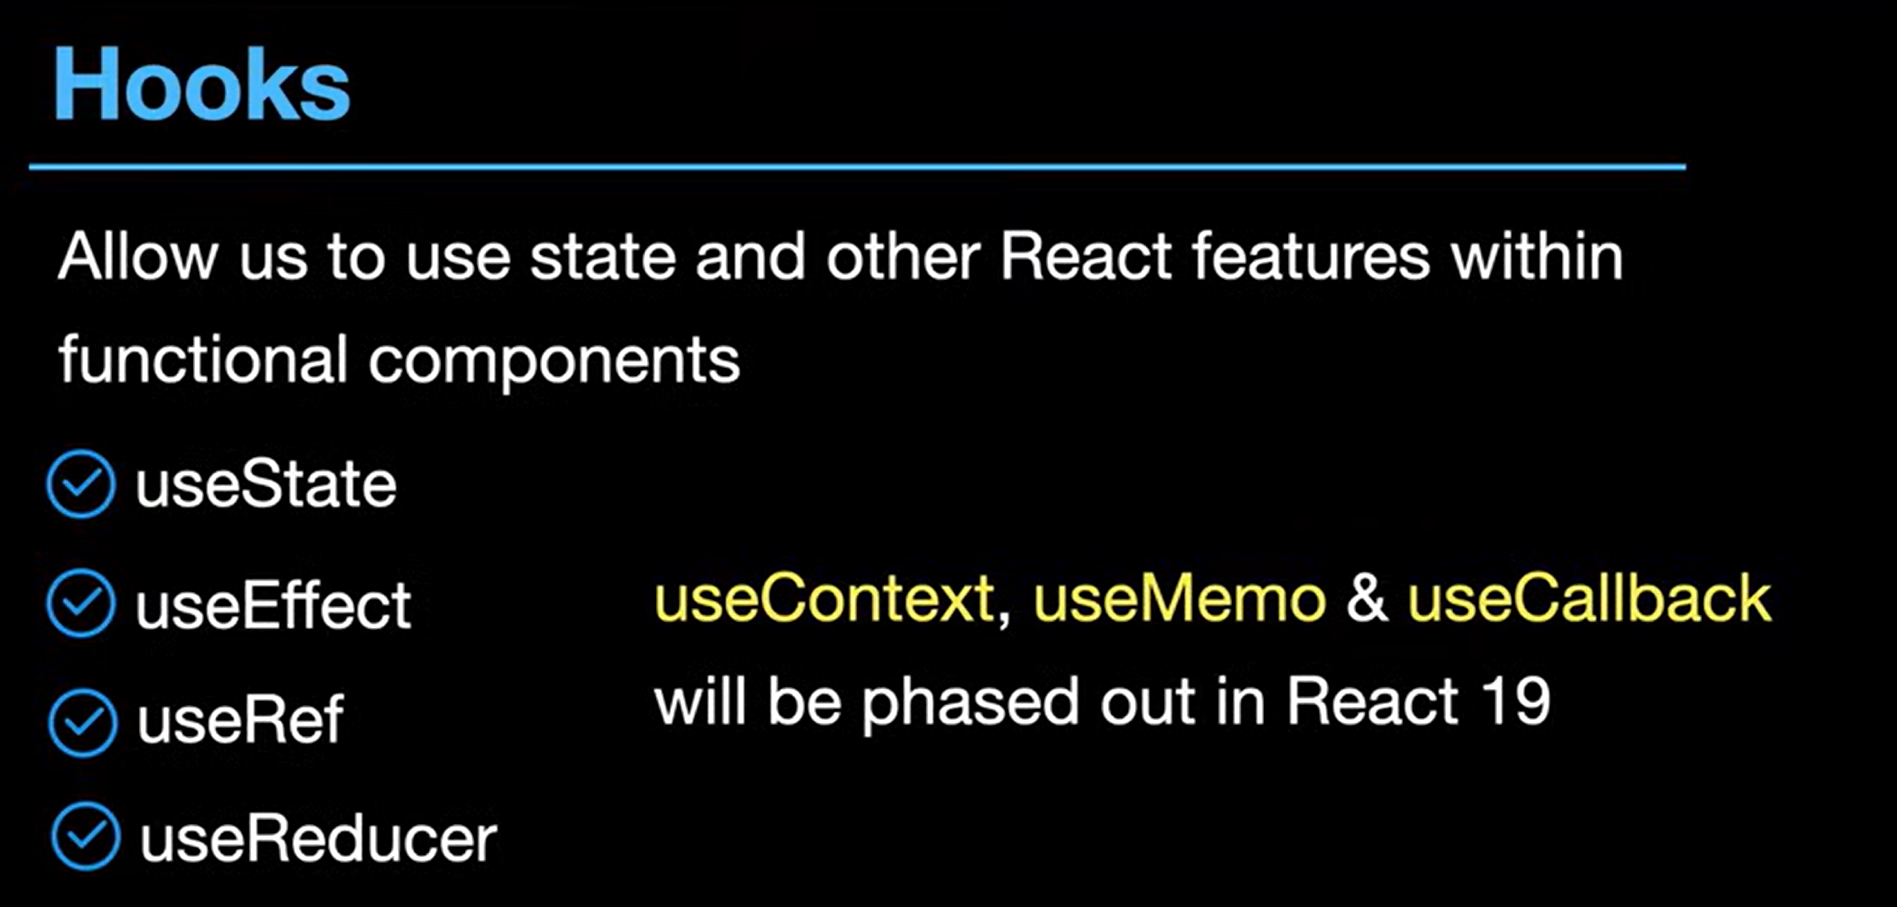 Hooks
Allow us to use state and other React features within
functional components
useState
useEffect
useRef
useReducer
useContext, useMemo & useCallback
will be phased out in React 19